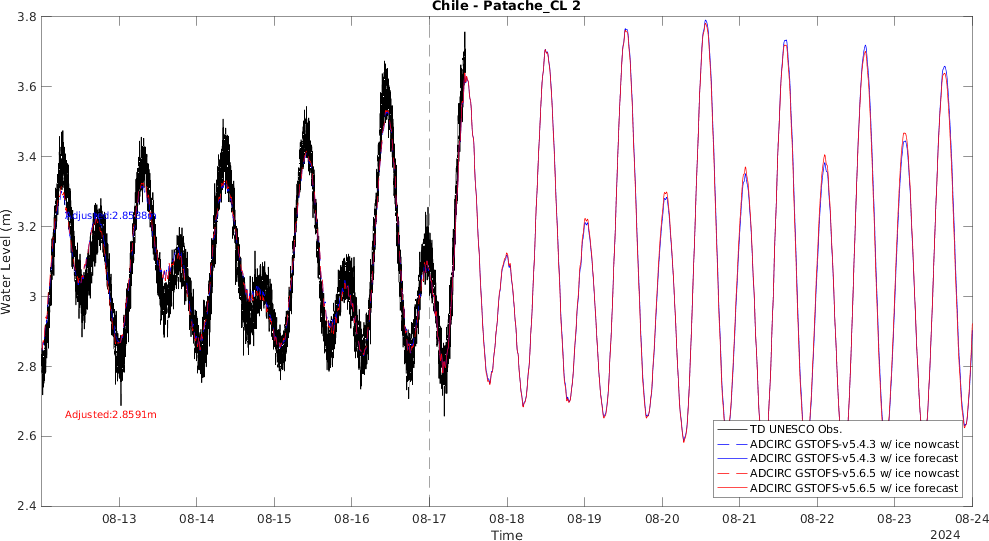 Chile - Patache_CL 2
3.8
3.6
3.4
3.2
3
2.8
2.6
2.4
Water Level (m)
Adjusted:2.8538m
Adjusted:2.8591m
TD UNESCO Obs.
ADCIRC GSTOFS-v5.4.3 w/ ice nowcast
ADCIRC GSTOFS-v5.4.3 w/ ice forecast
ADCIRC GSTOFS-v5.6.5 w/ ice nowcast
ADCIRC GSTOFS-v5.6.5 w/ ice forecast
08-13 08-14 08-15 08-16 08-17 08-18 08-19 08-20 08-21 08-22 08-23 08-24
Time
2024